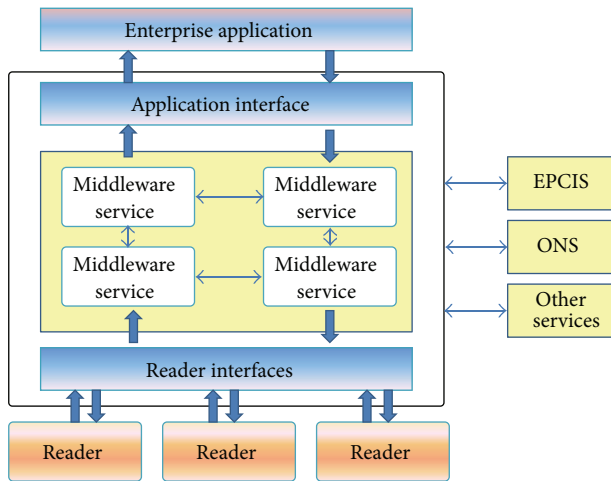 Enterprise application
Application interface
Middleware
service
Middleware
service
Middleware
service
Middleware
service
Reader interfaces
Reader
Reader
Reader
EPCIS
ONS
Other
services